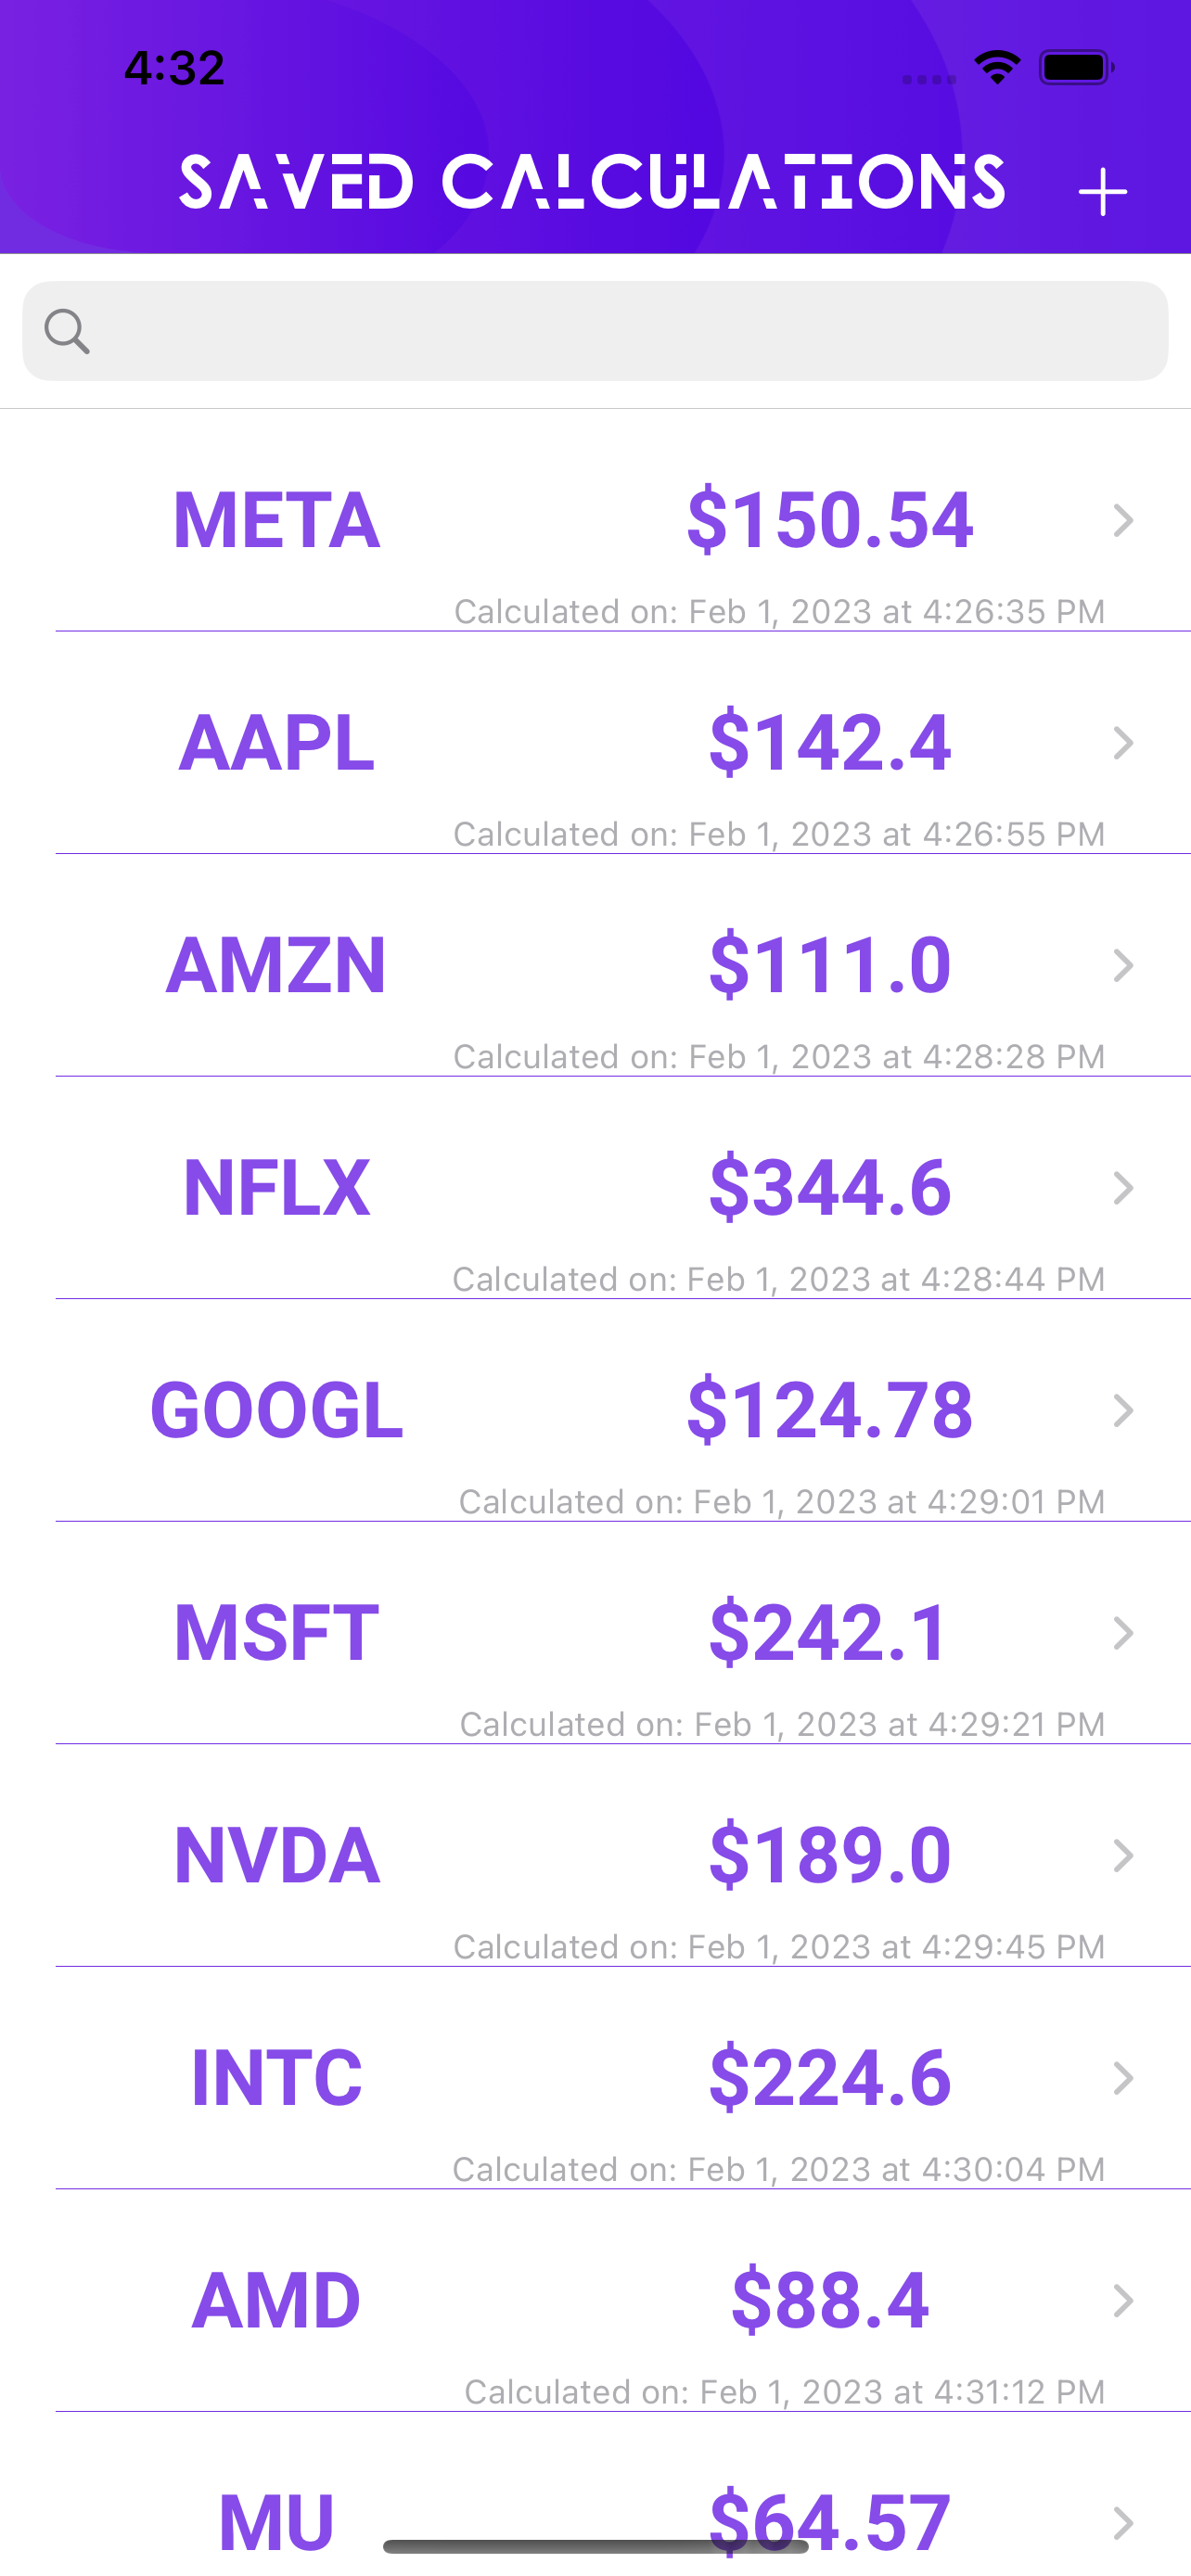 4:32
SAVED CALCULATIONS
META $150.54
Calculated on: Feb 1, 2023 at 4:26:35 PM
AAPL $142.4
Calculated on: Feb 1, 2023 at 4:26:55 PM
AMZN $111.0
Calculated on: Feb 1, 2023 at 4:28:28 PM
NFLX $344.6
Calculated on: Feb 1, 2023 at 4:28:44 PM
GOOGL $124.78
Calculated on: Feb 1, 2023 at 4:29:01 PM
MSFT $242.1
Calculated on: Feb 1, 2023 at 4:29:21 PM
NVDA $189.0
Calculated on: Feb 1, 2023 at 4:29:45 PM
INTC $224.6
Calculated on: Feb 1, 2023 at 4:30:04 PM
AMD $88.4
Calculated on: Feb 1, 2023 at 4:31:12 PM
MU $64.57